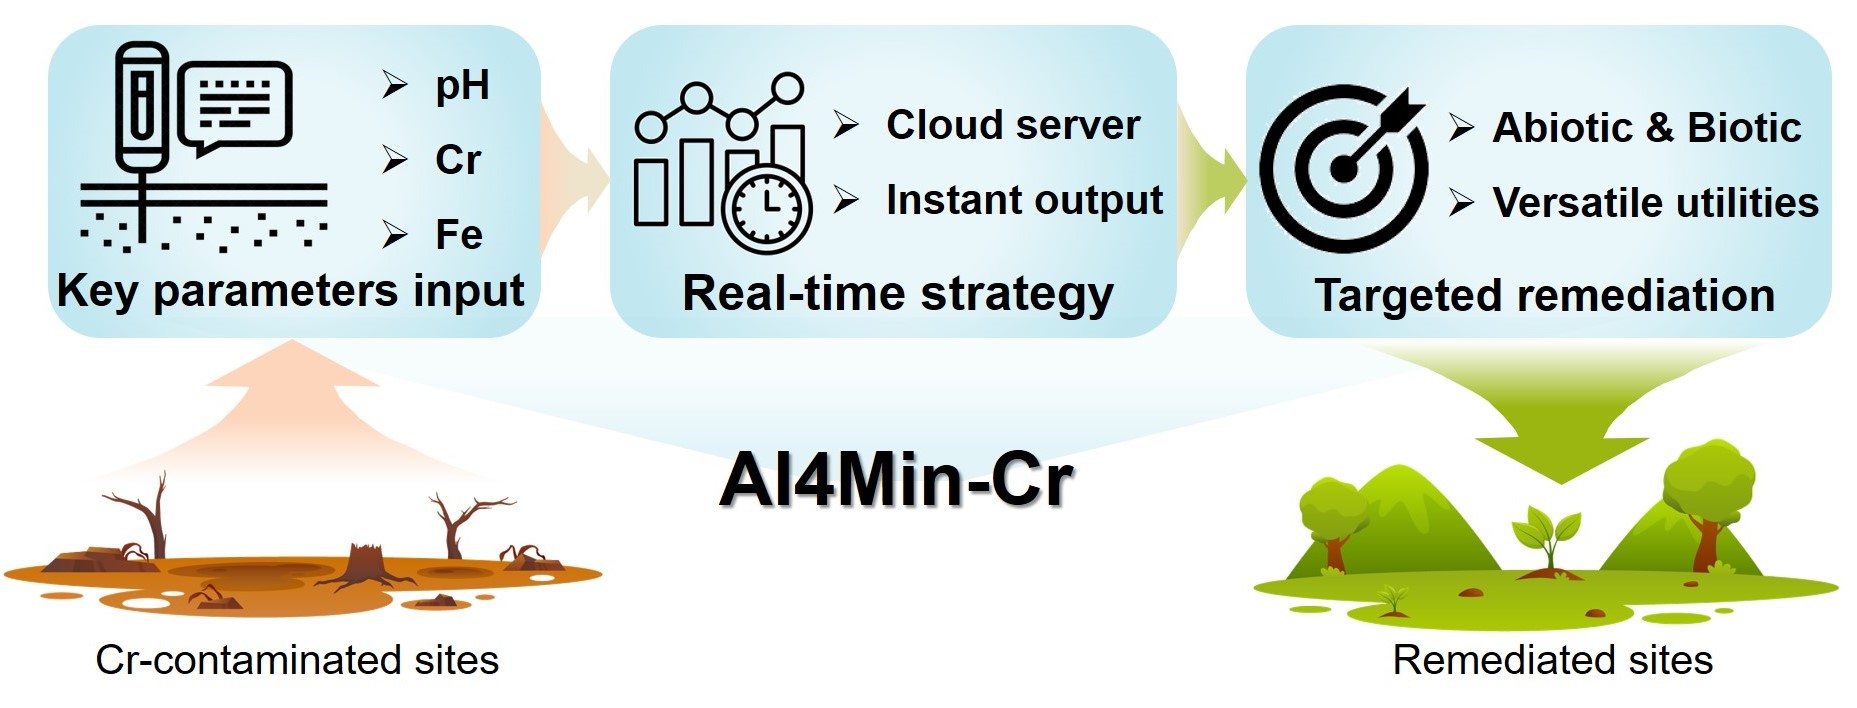 pH
Cr
Fe
Key parameters input
Cloud server
Instant output
Real-time strategy
Abiotic & Biotic
Versatile utilities
Targeted remediation
AI4Min-Cr
Cr-contaminated sites
Remediated sites